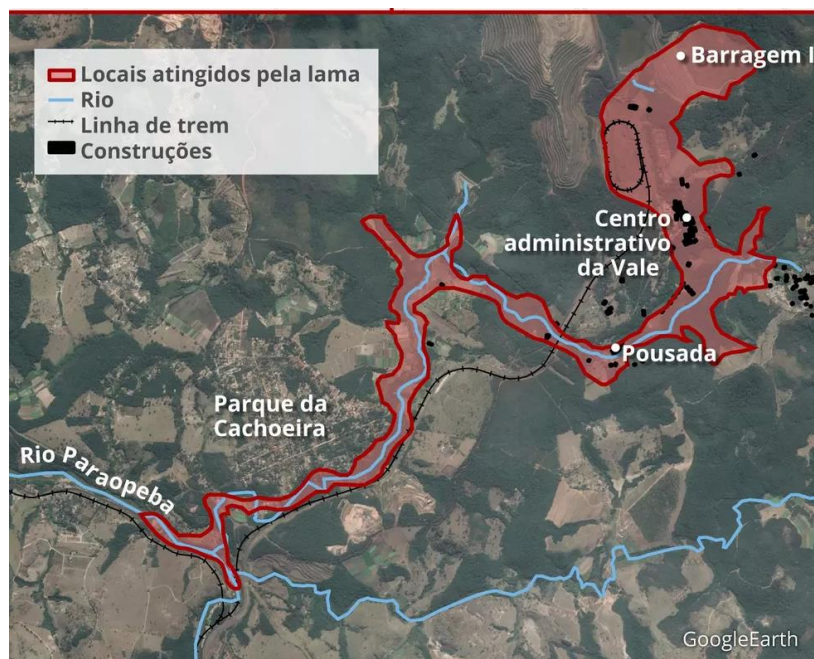 Locais atingidos pela lama
Rio
Linha de trem
Construções
Barragem I
Centro
administrativo
da Vale
Pousada
Parque da
Cachoeira
Rio Paraopeba
GoogleEarth